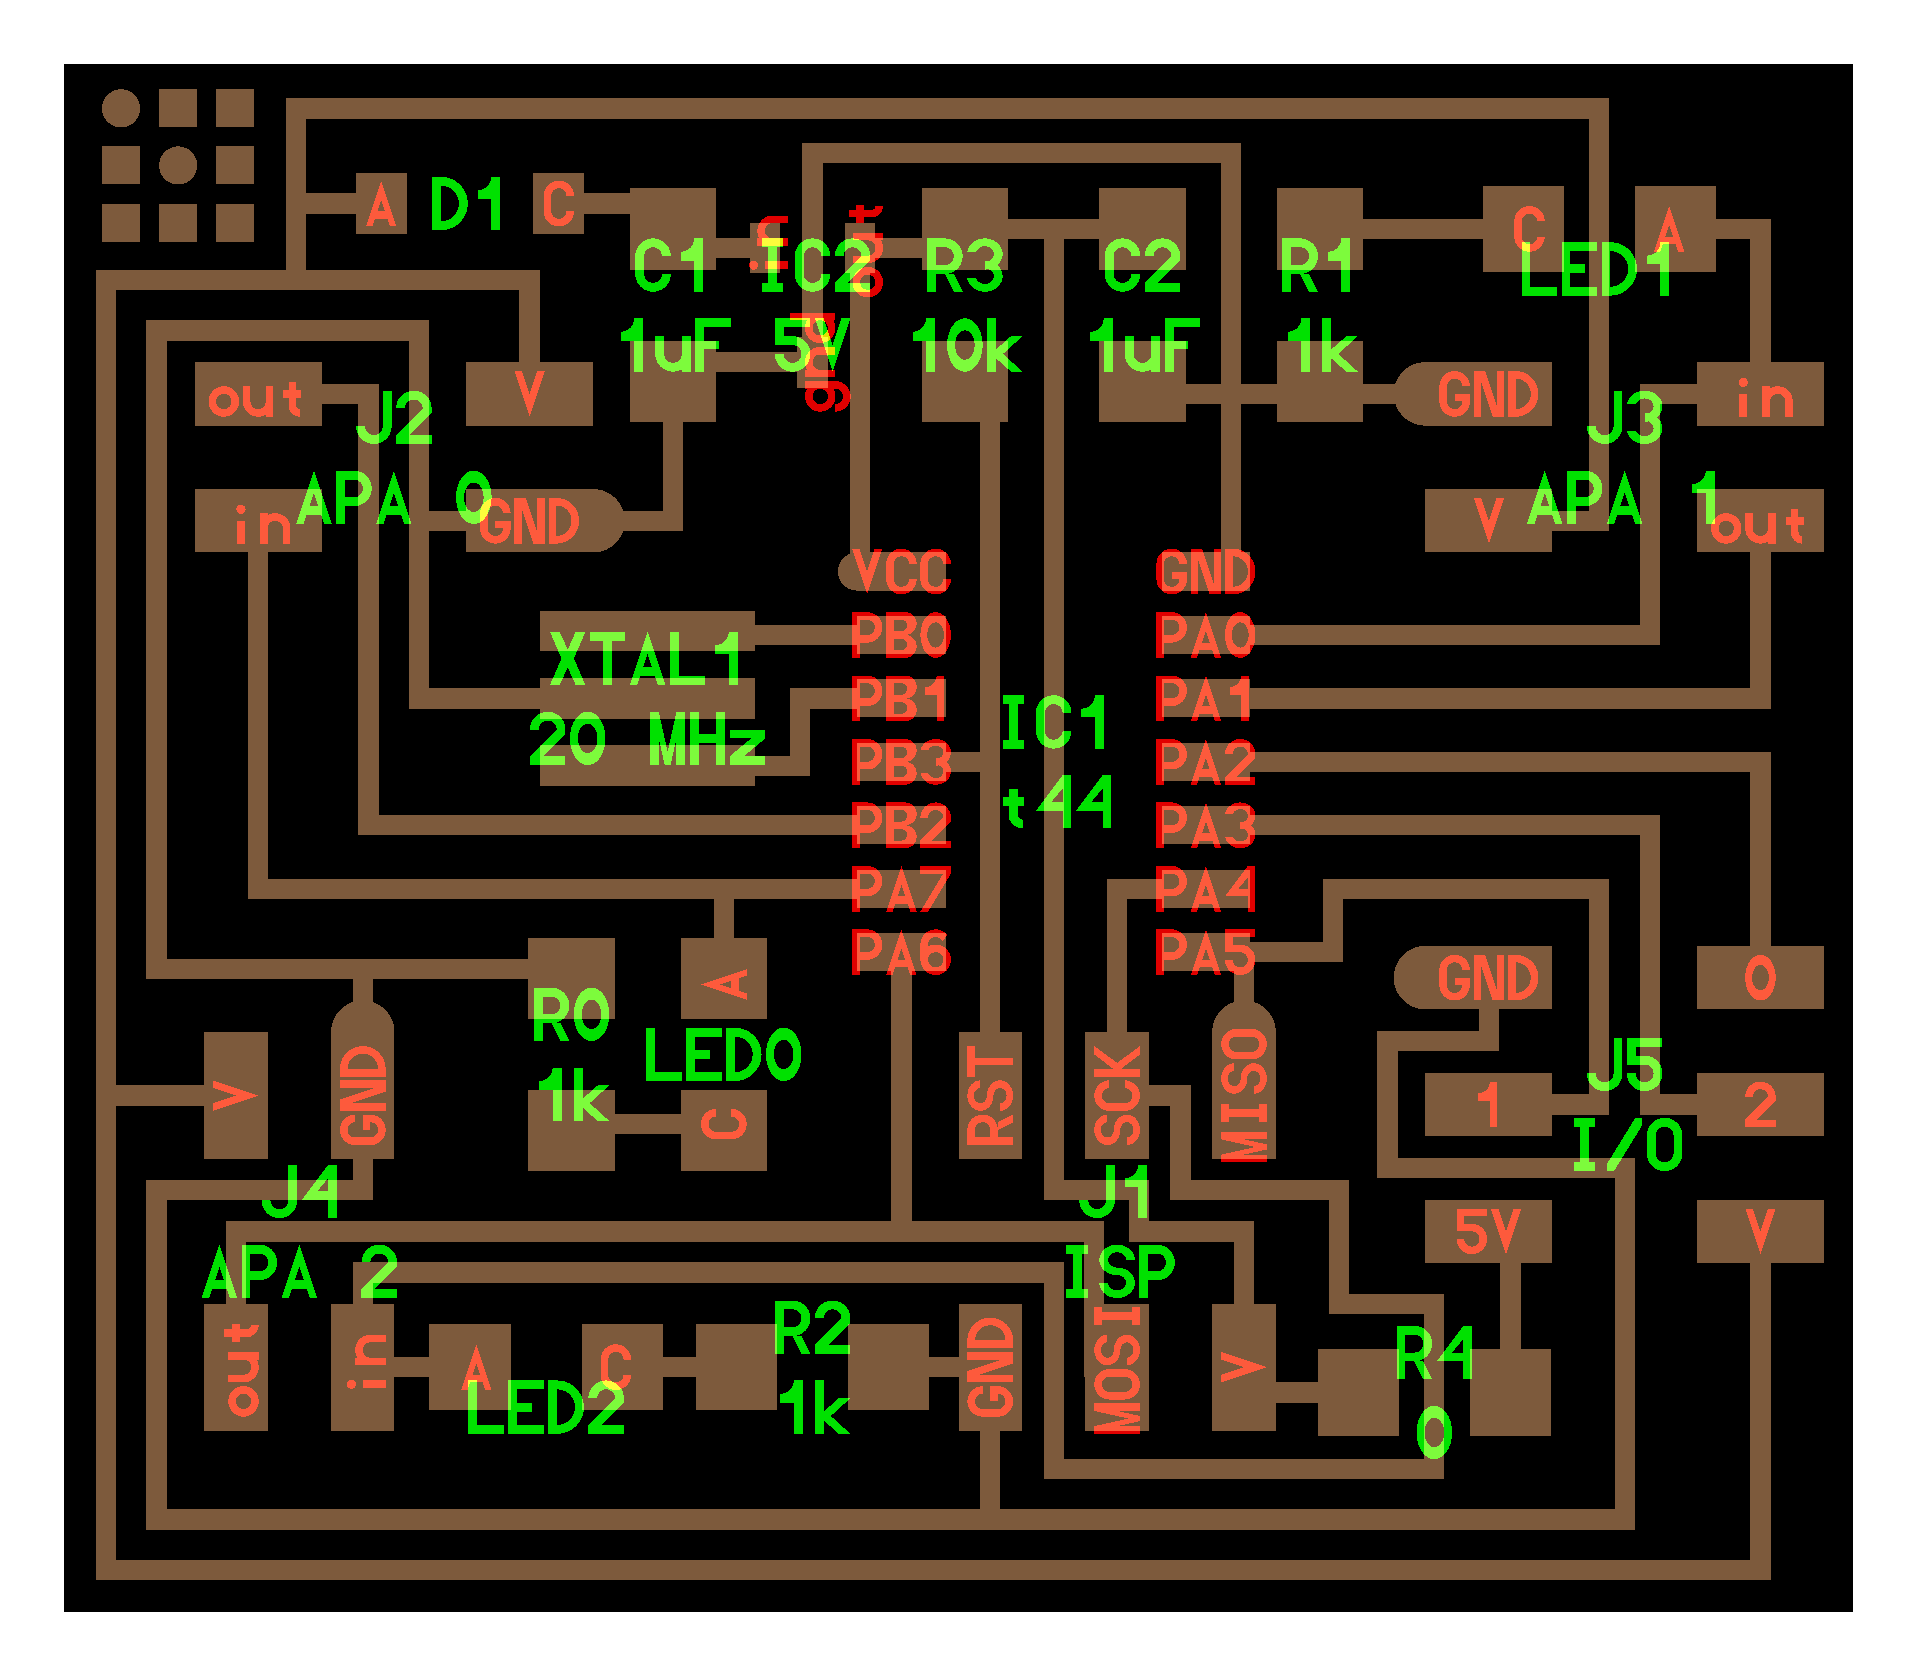 A D1 C
in
out
C1 IC2 R3 C2 R1
C A
LED1
1uF 5V 10k 1uF 1k
gnd
out V
GND in
J2 J3
APA 0 APA 1
in GND
V out
VCC GND
PB0 PA0
XTAL1
PB1 PA1
IC1
20 MHz
PB3 PA2
t44
PB2 PA3
PA7 PA4
PA6 PA5
A
GND 0
R0
LED0
J5
V GND
1k C
RST SCK MISO
1 2
I/O
J4 J1
5V V
APA 2 ISP
R2
out in A C
GND MOSI V
R4
LED2 1k
0